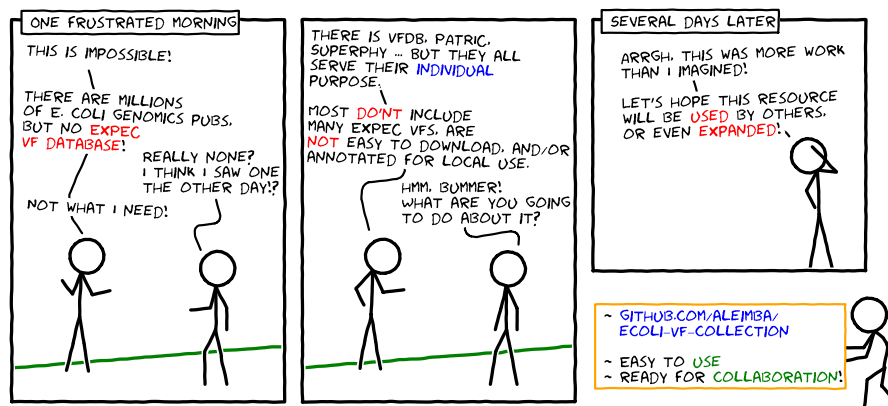 ONE FRUSTRATED MORNING
THIS IS IMPOSSIBLE!
THERE ARE MILLIONS
OF E. COLI GENOMICS PUBS,
BUT NO EXPEC
VF DATABASE!
REALLY NONE?
I THINK I SAW ONE
THE OTHER DAY!?
NOT WHAT I NEED!
THERE IS VFDB, PATRIC,
SUPERPHY ... BUT THEY ALL
SERVE THEIR INDIVIDUAL
PURPOSE.
MOST DO'NT INCLUDE
MANY EXPEC VFS, ARE
NOT EASY TO DOWNLOAD, AND/OR
ANNOTATED FOR LOCAL USE.
HMM, BUMMER!
WHAT ARE YOU GOING
TO DO ABOUT IT?
SEVERAL DAYS LATER
ARRGH, THIS WAS MORE WORK
THAN I IMAGINED!
LET'S HOPE THIS RESOURCE
WILL BE USED BY OTHERS,
OR EVEN EXPANDED!
~ GITHUB.COM/ALEIMBA/
ECOLI-VF-COLLECTION
~ EASY TO USE
~ READY FOR COLLABORATION!